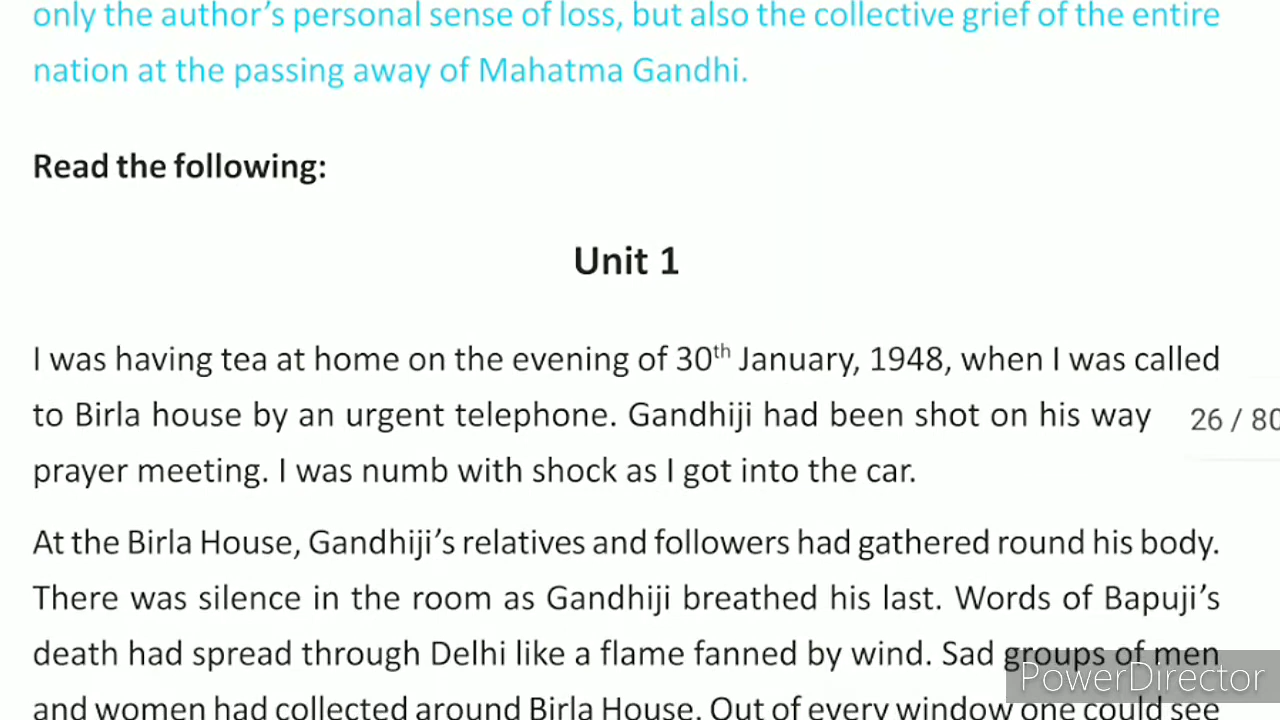 only the author's personal sense of loss, but also the collective grief of the entire
nation at the passing away of Mahatma Gandhi.
Read the following:
Unit 1
I was having tea at home on the evening of 30th January, 1948, when I was called
to Birla house by an urgent telephone. Gandhiji had been shot on his way
26 / 80
prayer meeting. I was numb with shock as I got into the car.
At the Birla House, Gandhiji's relatives and followers had gathered round his body.
There was silence in the room as Gandhiji breathed his last. Words of Bapuji's
death had spread through Delhi like a flame fanned by wind. Sad groups of men
PowerDirector
and women had collected around Birla House. Out of every window one could see